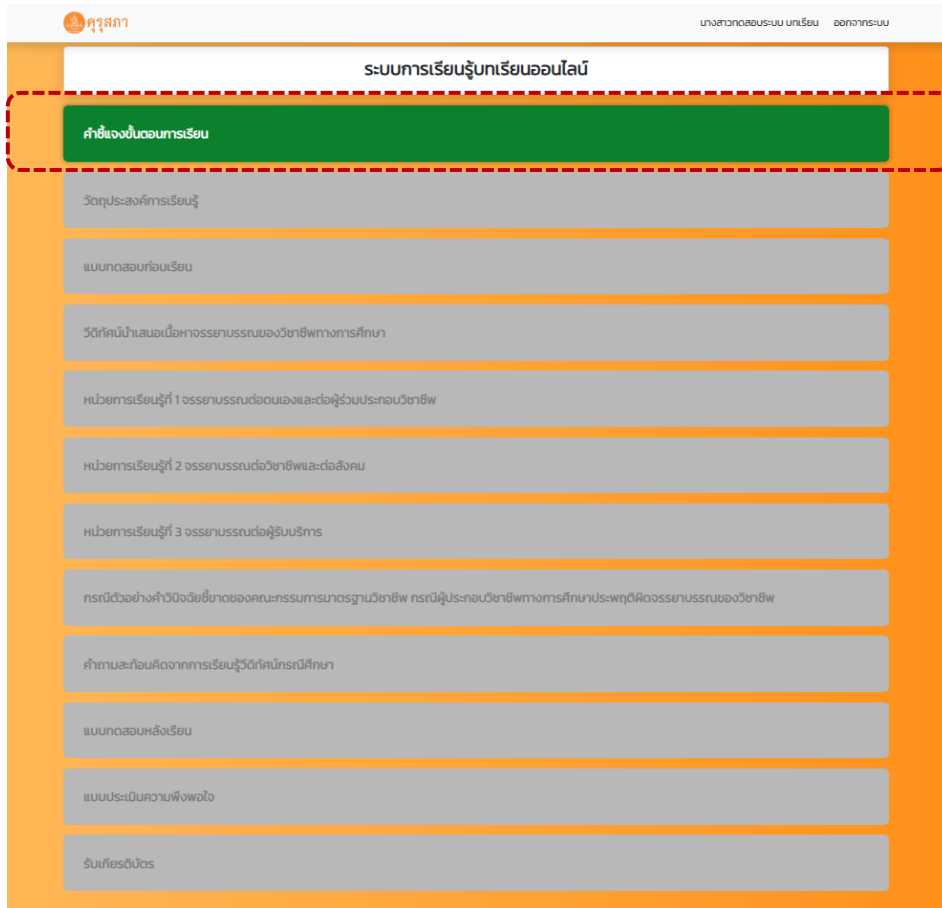 คุรุสภา
นางสาวทดสอบระบบ บทเรียน ออกจากระบบ
ระบบการเรียนรู้บทเรียนออนไลน์
คำชี้แจงขั้นตอนการเรียน
วัตถุประสงค์การเรียนรู้
แบบทดสอบก่อนเรียน
วีดิทัศน์นำเสนอเนื้อหาจรรยาบรรณของวิชาชีพทางการศึกษา
หน่วยการเรียนรู้ที่ 1 จรรยาบรรณต่อตนเองและต่อผู้ร่วมประกอบวิชาชีพ
หน่วยการเรียนรู้ที่ 2 จรรยาบรรณต่อวิชาชีพและต่อสังคม
หน่วยการเรียนรู้ที่ 3 จรรยาบรรณต่อผู้รับบริการ
กรณีตัวอย่างคำวินิจฉัยชี้ขาดของคณะกรรมการมาตรฐานวิชาชีพ กรณีผู้ประกอบวิชาชีพทางการศึกษาประพฤติผิดจรรยาบรรณของวิชาชีพ
คำถามสะท้อนคิดจากการเรียนรู้วีดิทัศน์กรณีศึกษา
แบบทดสอบหลังเรียน
แบบประเมินความพึงพอใจ
รับเกียรติบัตร